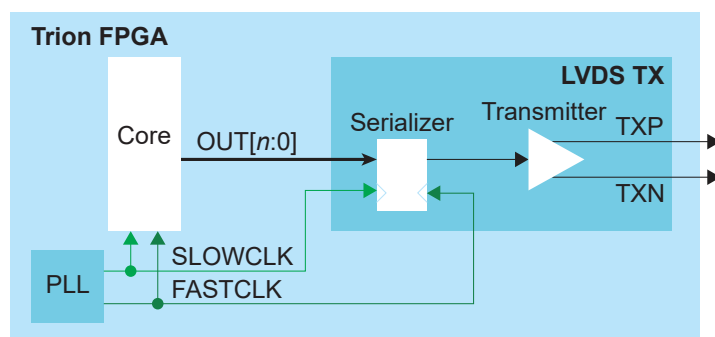 Trion FPGA
LVDS TX
Core
OUT[n:0]
Serializer
Transmitter
TXP
TXN
SLOWCLK
PLL
FASTCLK